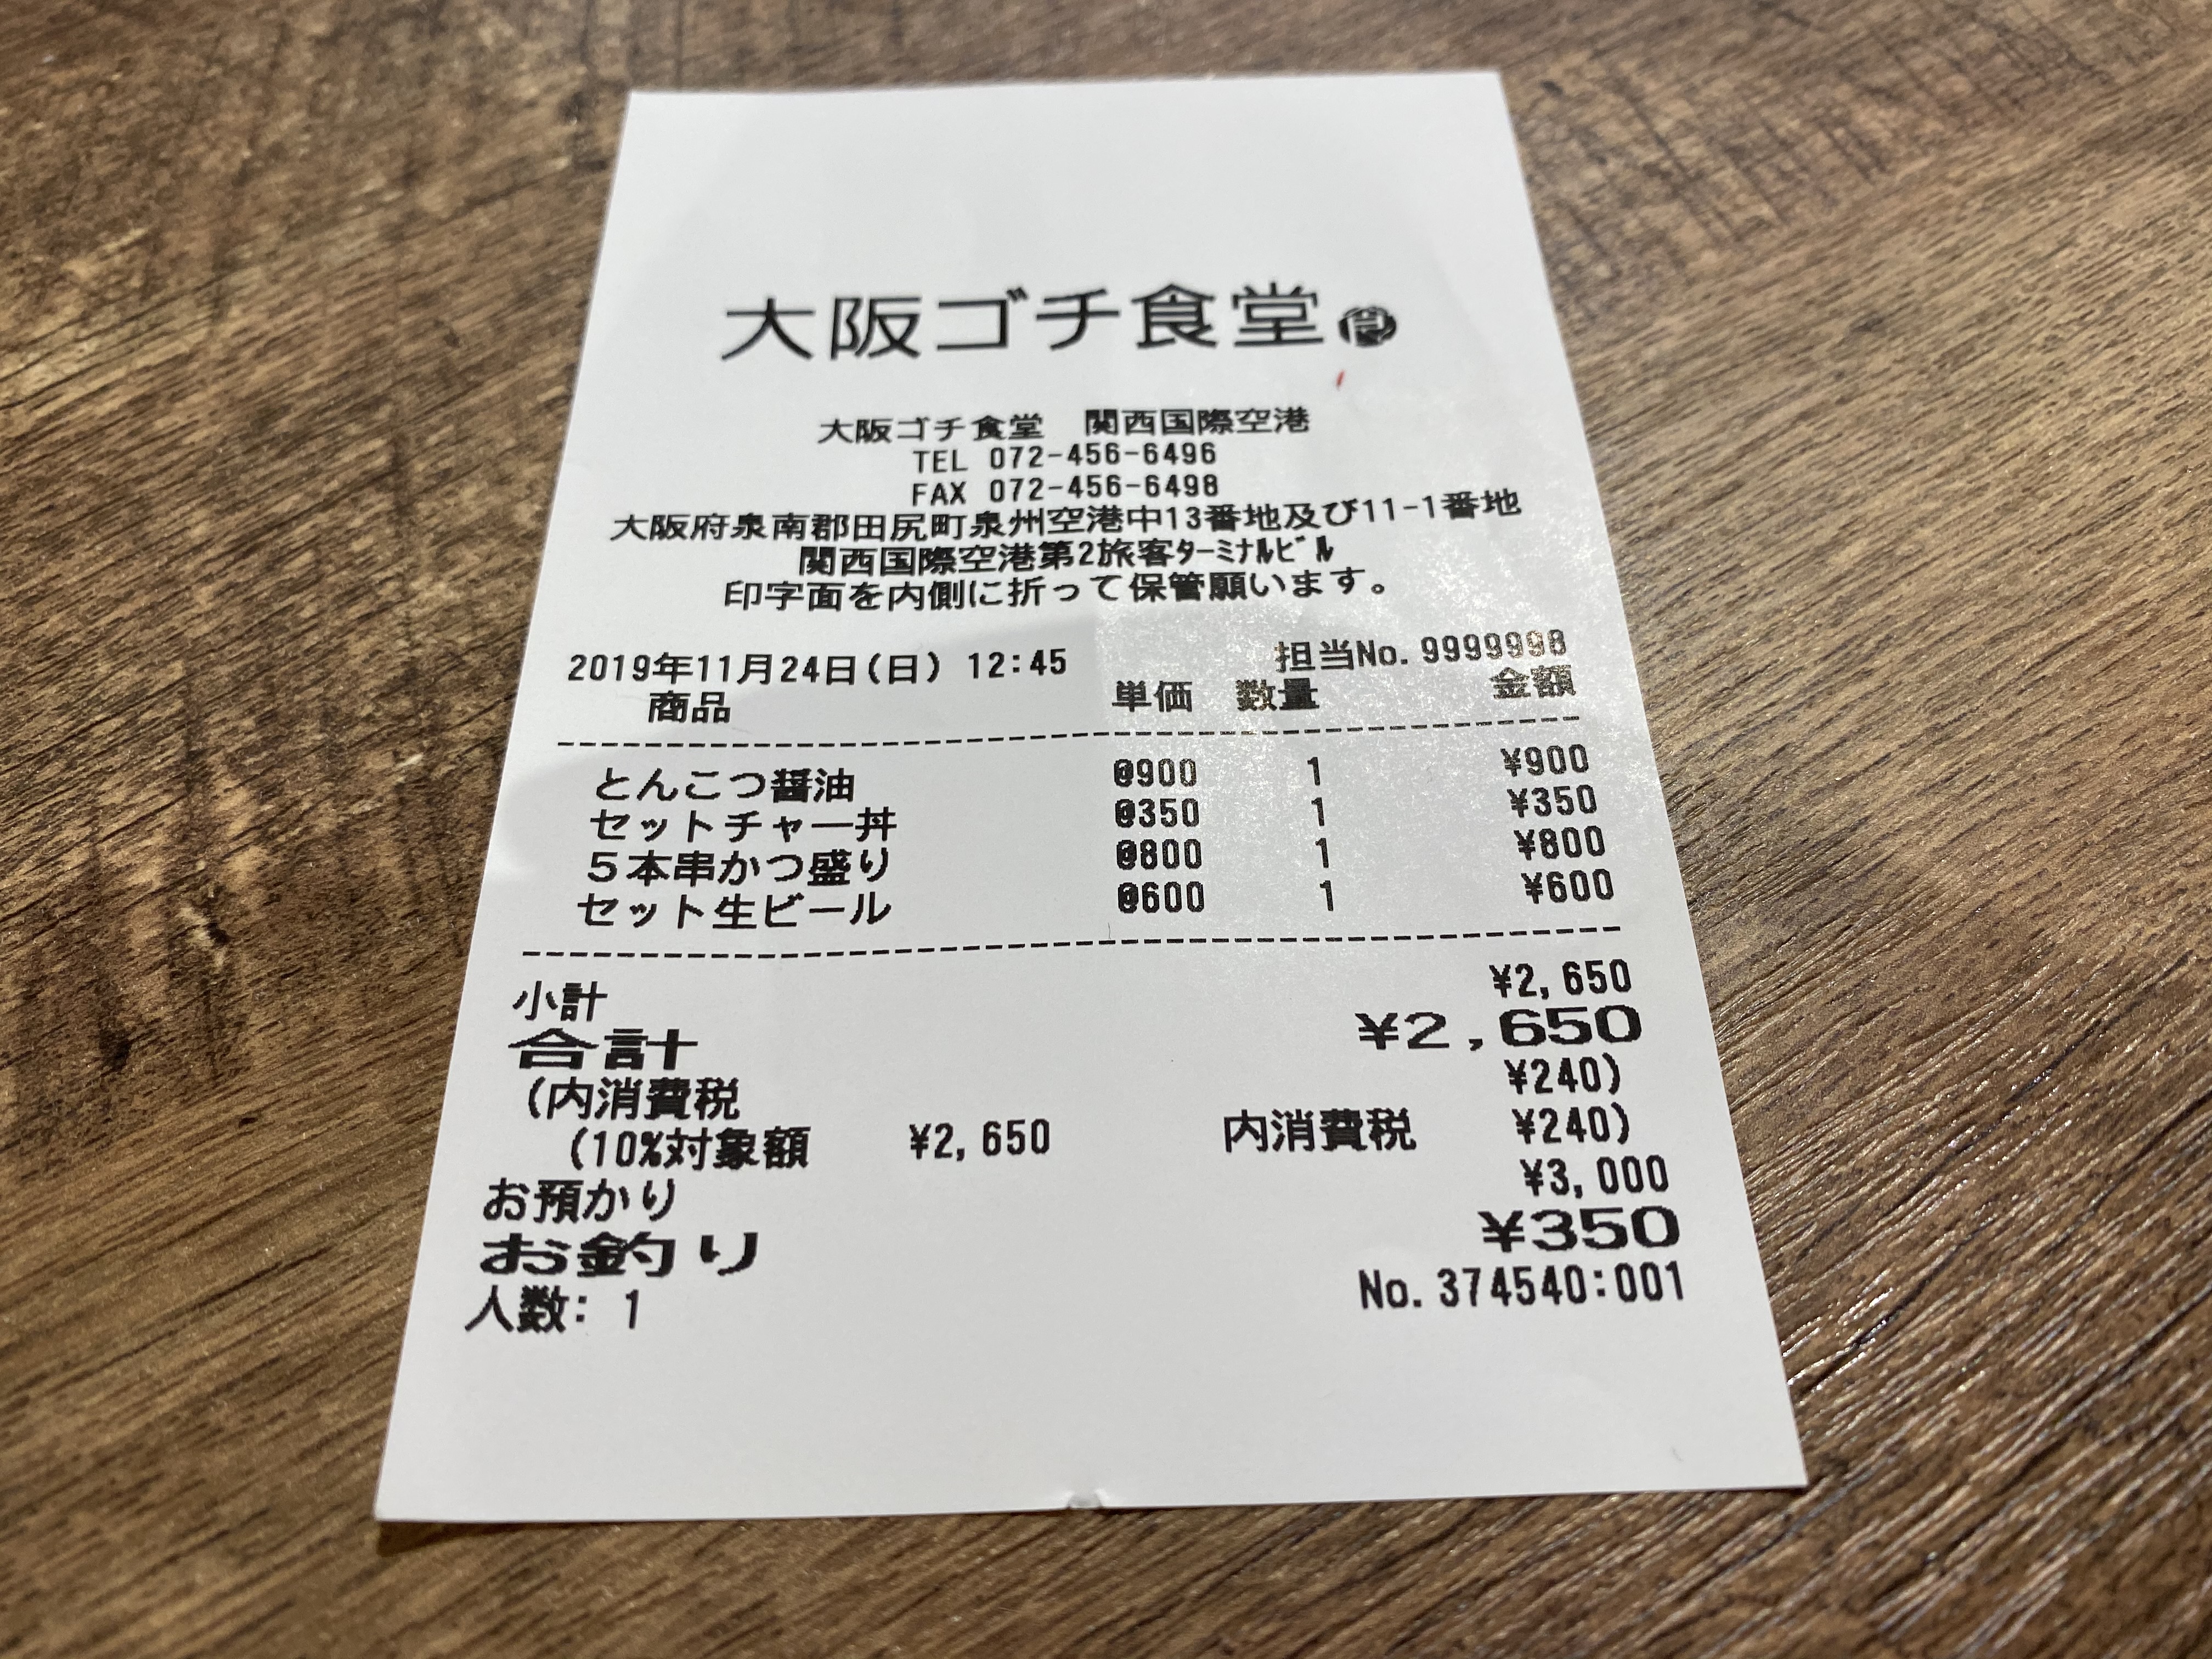 大阪ゴチ食堂
大阪ゴチ食堂　関西国際空港
TEL 072-456-6496
FAX 072-456-6498
大阪府泉南郡田尻町泉州空港中13番地及び11-1番地
関西国際空港第2旅客ﾀｰﾐﾅﾙﾋﾞﾙ
印字面を内側に折って保管願います。
2019年11月24日(日) 12:45 担当No. 9999998
商品 単価 数量 金額
とんこつ醤油 @900 1 ¥900
セットチャー丼 @350 1 ¥350
５本串かつ盛り @800 1 ¥800
セット生ビール @600 1 ¥600
小計 ¥2,650
合計 ¥2,650
(内消費税 ¥240)
(10%対象額 ¥2,650 内消費税 ¥240)
お預かり ¥3,000
お釣り ¥350
人数: 1 No. 374540:001